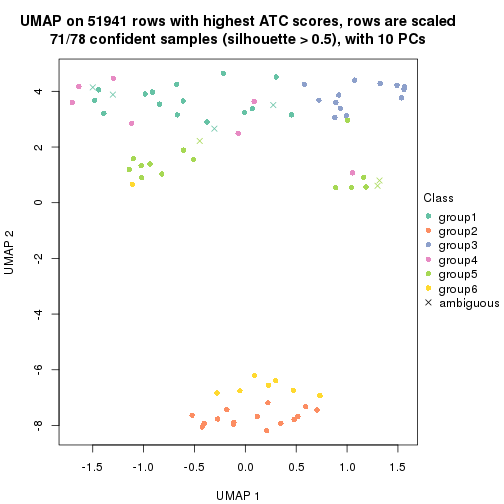 UMAP on 51941 rows with highest ATC scores, rows are scaled
71/78 confident samples (silhouette > 0.5), with 10 PCs
4
2
0
-2
-4
-6
-8
UMAP 2
-1.5 -1.0 -0.5 0.0 0.5 1.0 1.5
UMAP 1
Class
group1
group2
group3
group4
group5
group6
ambiguous